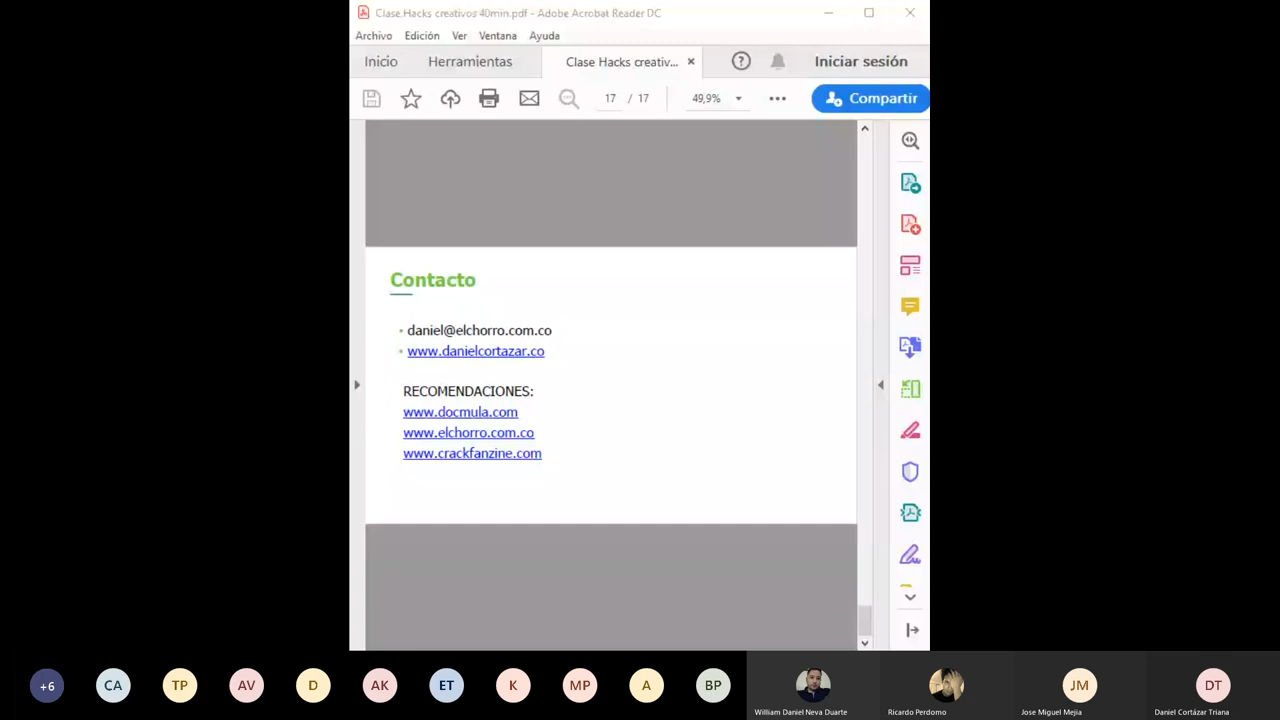 Clase Hacks creativos 40min.pdf - Adobe Acrobat Reader DC
Archivo Edición Ver Ventana Ayuda
Inicio Herramientas Clase Hacks creativ... × Iniciar sesión
17 / 17 49,9% Compartir
Contacto
daniel@elchorro.com.co
www.danielcortazar.co
RECOMENDACIONES:
www.docmula.com
www.elchorro.com.co
www.crackfanzine.com
+6 CA TP AV D AK ET K MP A BP JM DT
William Daniel Neva Duarte Ricardo Perdomo Jose Miguel Mejia Daniel Cortázar Triana